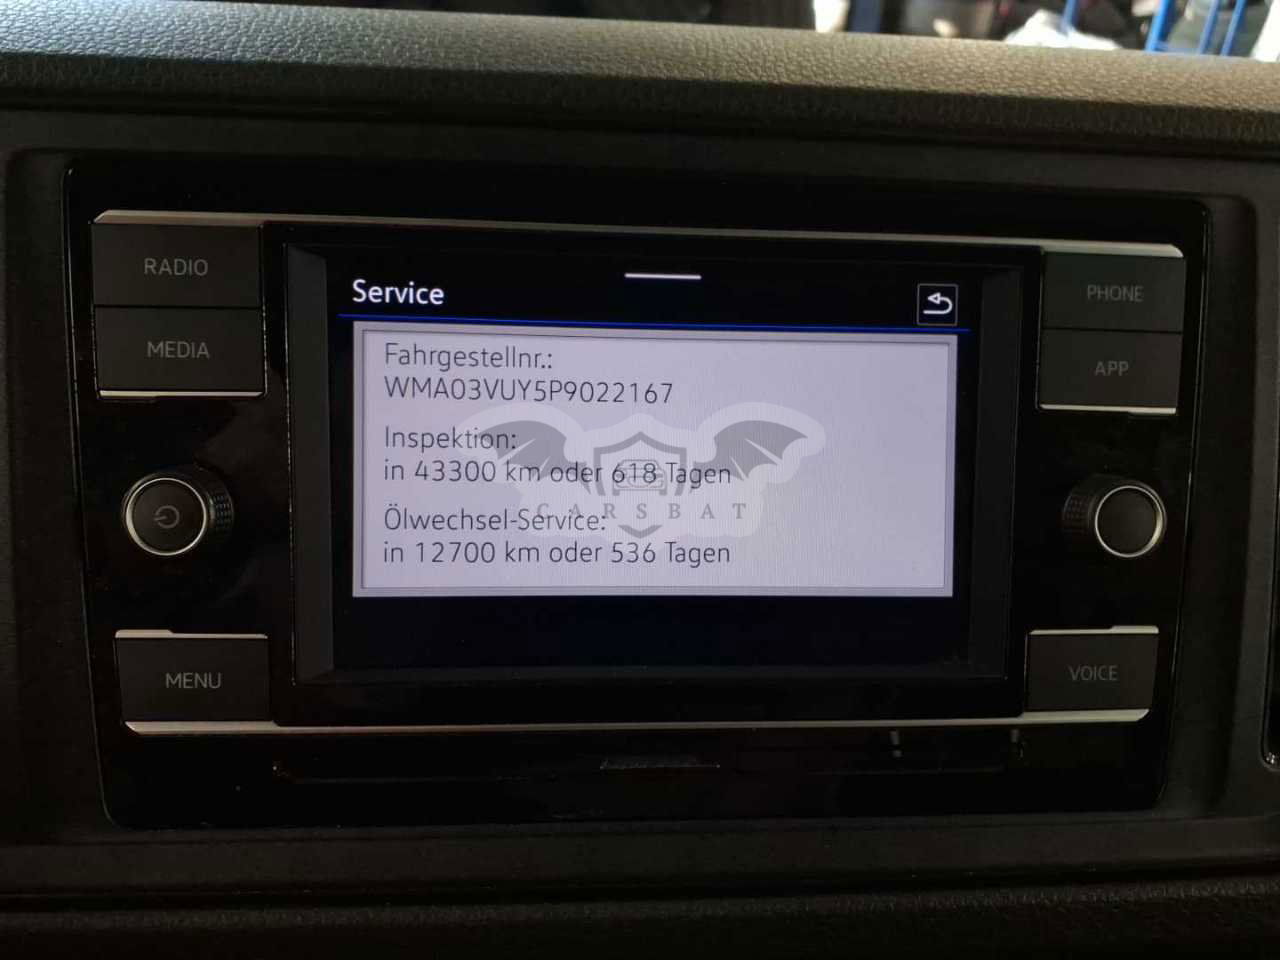 RADIO
MEDIA
MENU
PHONE
APP
VOICE
Service
Fahrgestellnr.:
WMA03VUY5P9022167
Inspektion:
in 43300 km oder 618 Tagen
CARSBAT
Ölwechsel-Service:
in 12700 km oder 536 Tagen